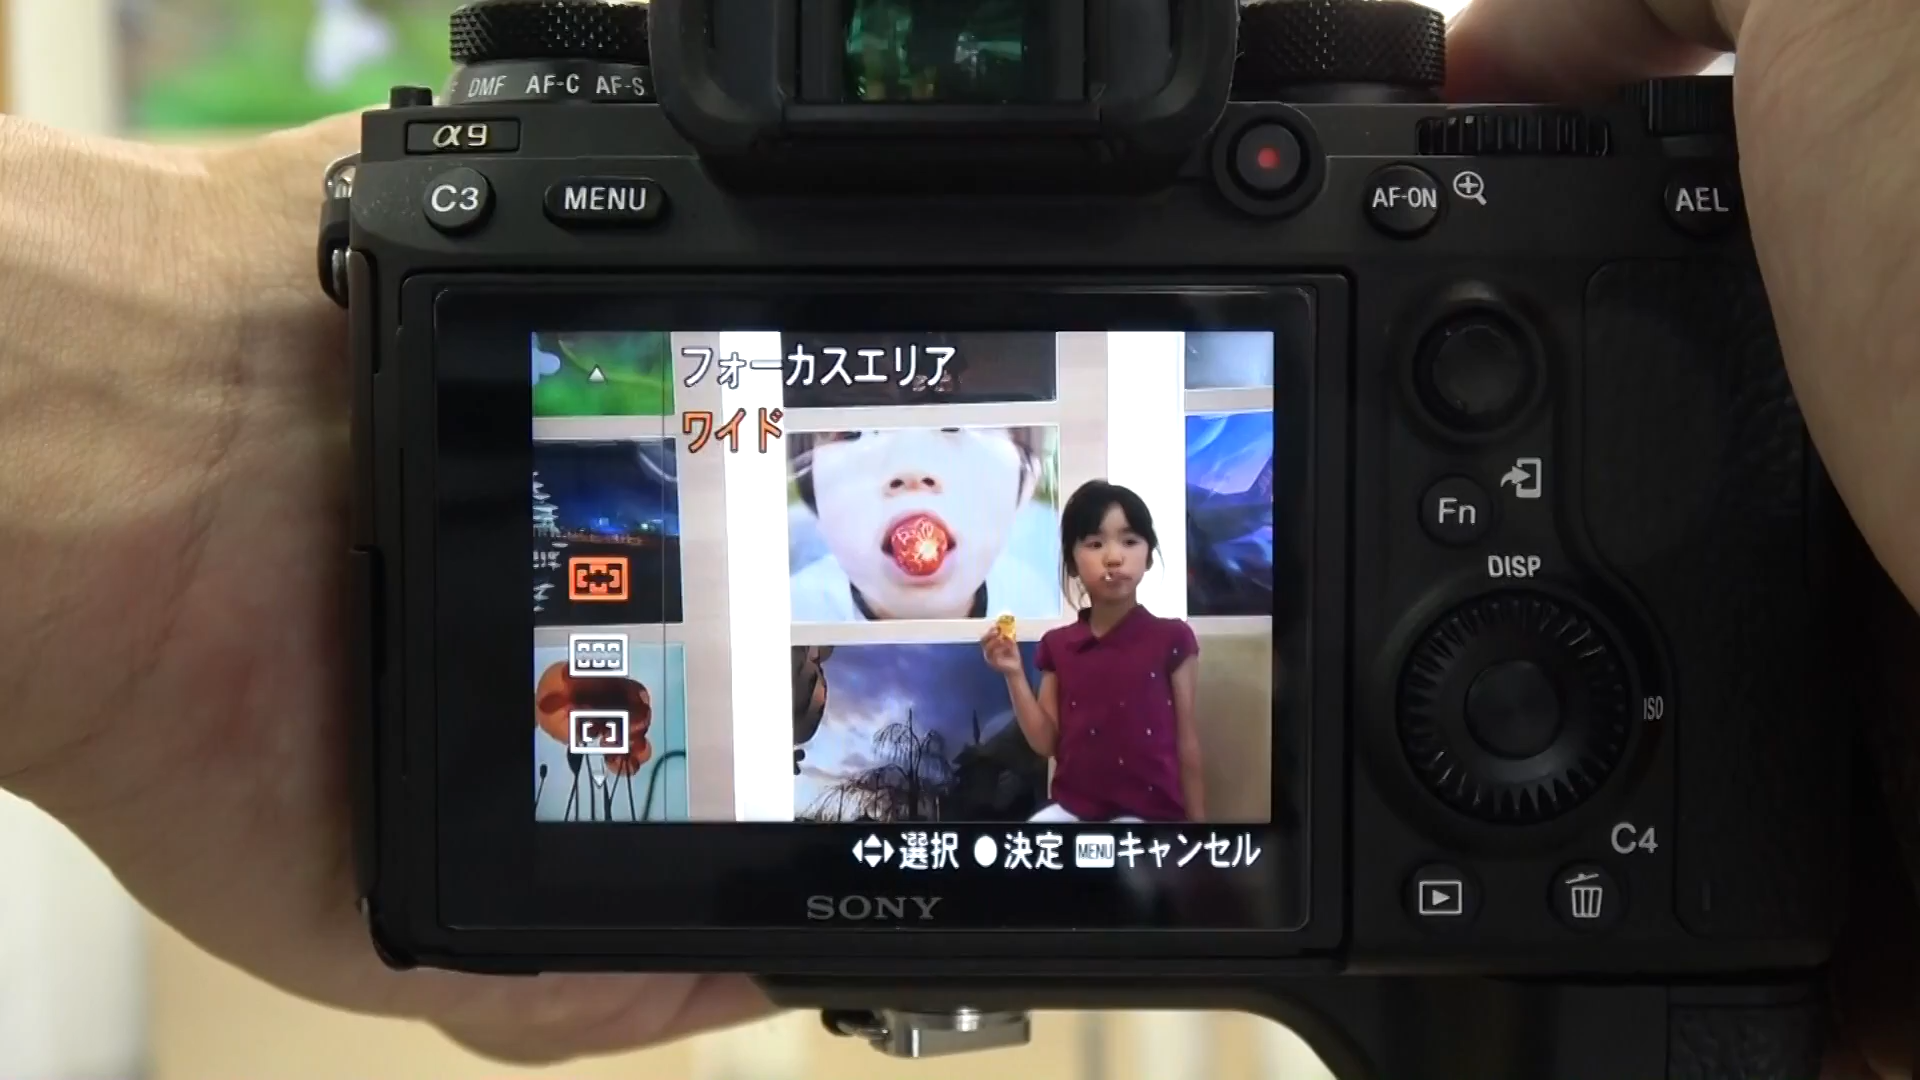 DMF AF-C AF-S
α9
C3 MENU
AF-ON
AEL
フォーカスエリア
ワイド
Fn
DISP
ISO
選択 決定 MENU キャンセル
C4
SONY